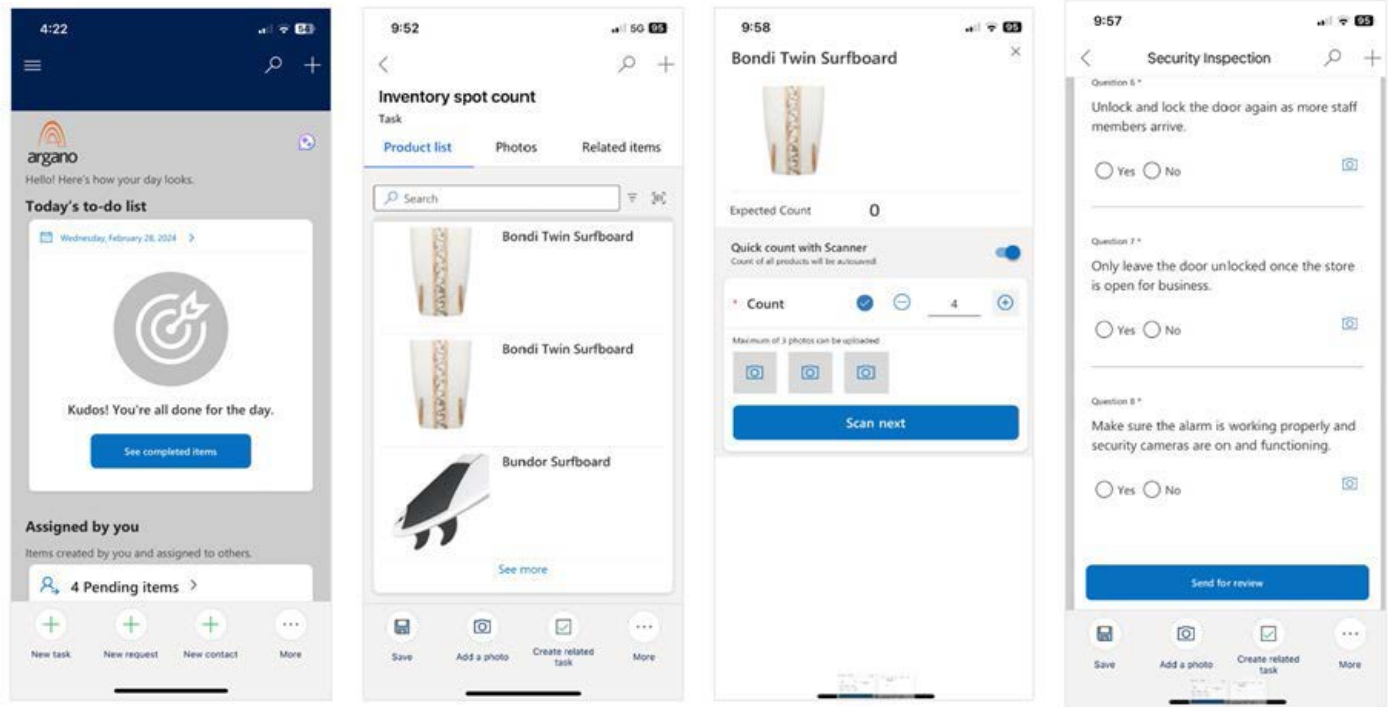 4:22
54
argano
Hello! Here's how your day looks.
Today's to-do list
Wednesday, February 28, 2024 >
Kudos! You're all done for the day.
See completed items
Assigned by you
Items created by you and assigned to others.
4 Pending items >
New task
New request
New contact
More
9:52
5G 95
Inventory spot count
Task
Product list
Photos
Related items
Search
Bondi Twin Surfboard
Bondi Twin Surfboard
Bundor Surfboard
See more
Save
Add a photo
Create related
task
More
9:58
95
Bondi Twin Surfboard
Expected Count 0
Quick count with Scanner
Count of all products will be autosaved
* Count 4
Maximum of 3 photos can be uploaded
Scan next
9:57
95
Security Inspection
Question 6 *
Unlock and lock the door again as more staff
members arrive.
Yes No
Question 7 *
Only leave the door unlocked once the store
is open for business.
Yes No
Question 8 *
Make sure the alarm is working properly and
security cameras are on and functioning.
Yes No
Send for review
Save
Add a photo
Create related
task
More